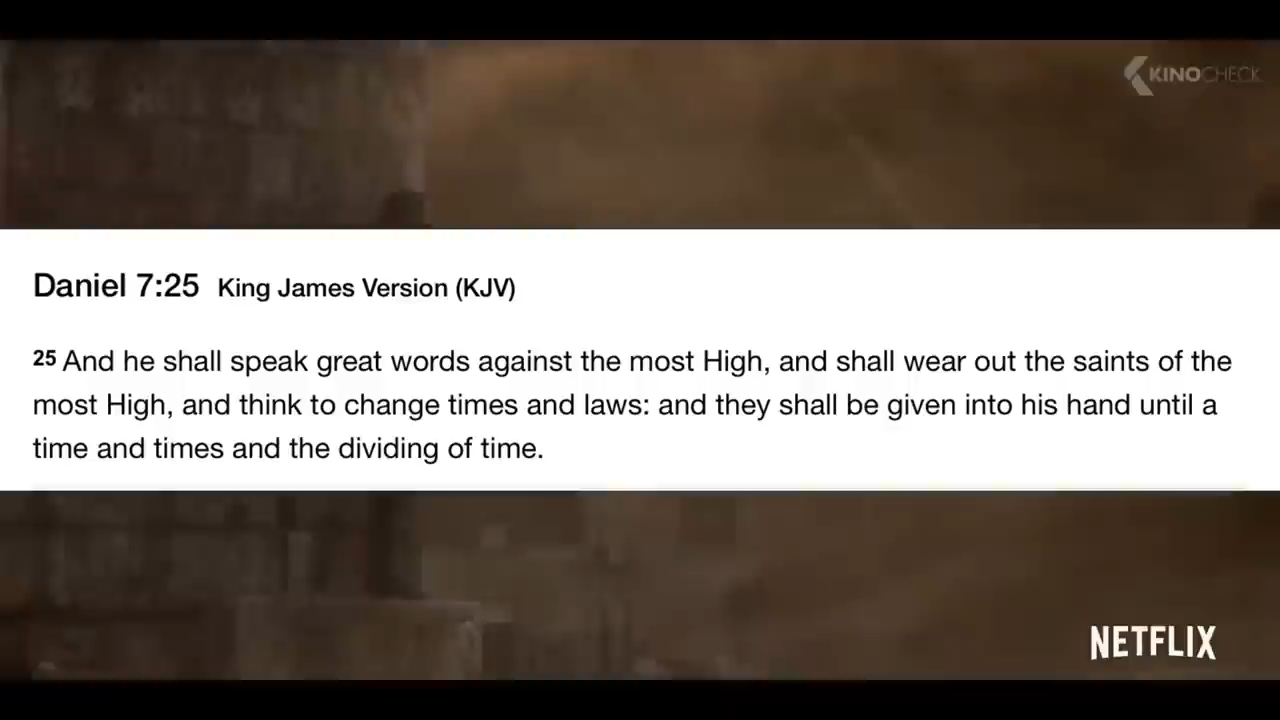 KINOCHECK
Daniel 7:25 King James Version (KJV)
25 And he shall speak great words against the most High, and shall wear out the saints of the
most High, and think to change times and laws: and they shall be given into his hand until a
time and times and the dividing of time.
NETFLIX